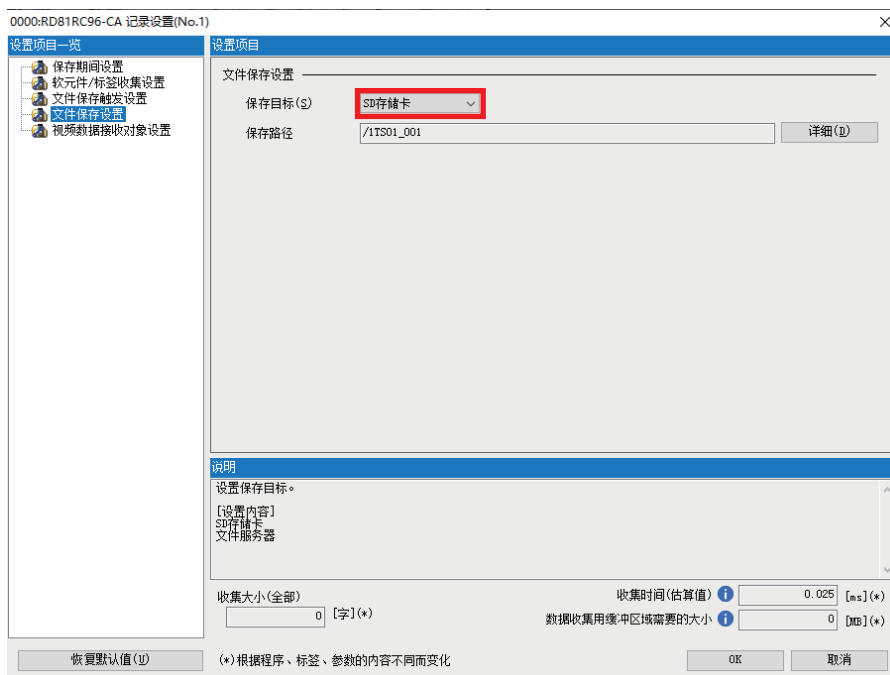 0000:RD81RC96-CA 记录设置(No.1)
设置项目一览
保存期间设置
软元件/标签收集设置
文件保存触发设置
文件保存设置
视频数据接收对象设置
设置项目
文件保存设置
保存目标(S) SD存储卡
保存路径 /1TS01_001 详细(D)
说明
设置保存目标。
[设置内容]
SD存储卡
文件服务器
收集大小(全部)
0 [字](*)
收集时间(估算值) 0.025 [ms](*)
数据收集用缓冲区域需要的大小 0 [MB](*)
恢复默认值(U) (*)根据程序、标签、参数的内容不同而变化 OK 取消